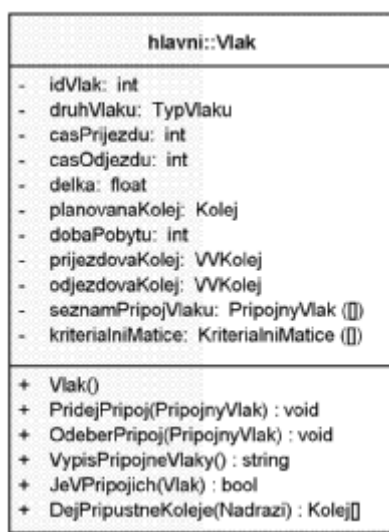 hlavni::Vlak
- idVlak: int
- druhVlaku: TypVlaku
- casPrijezdu: int
- casOdjezdu: int
- delka: float
- planovanaKolej: Kolej
- dobaPobytu: int
- prijezdovaKolej: VVKolej
- odjezdovaKolej: VVKolej
- seznamPripojVlaku: PripojnyVlak ([])
- kriterialniMatice: KriterialniMatice ([])
+ Vlak()
+ PridejPripoj(PripojnyVlak) : void
+ OdeberPripoj(PripojnyVlak) : void
+ VypisPripojneVlaky() : string
+ JeVPripojich(Vlak) : bool
+ DejPripustneKoleje(Nadrazi) : Kolej[]